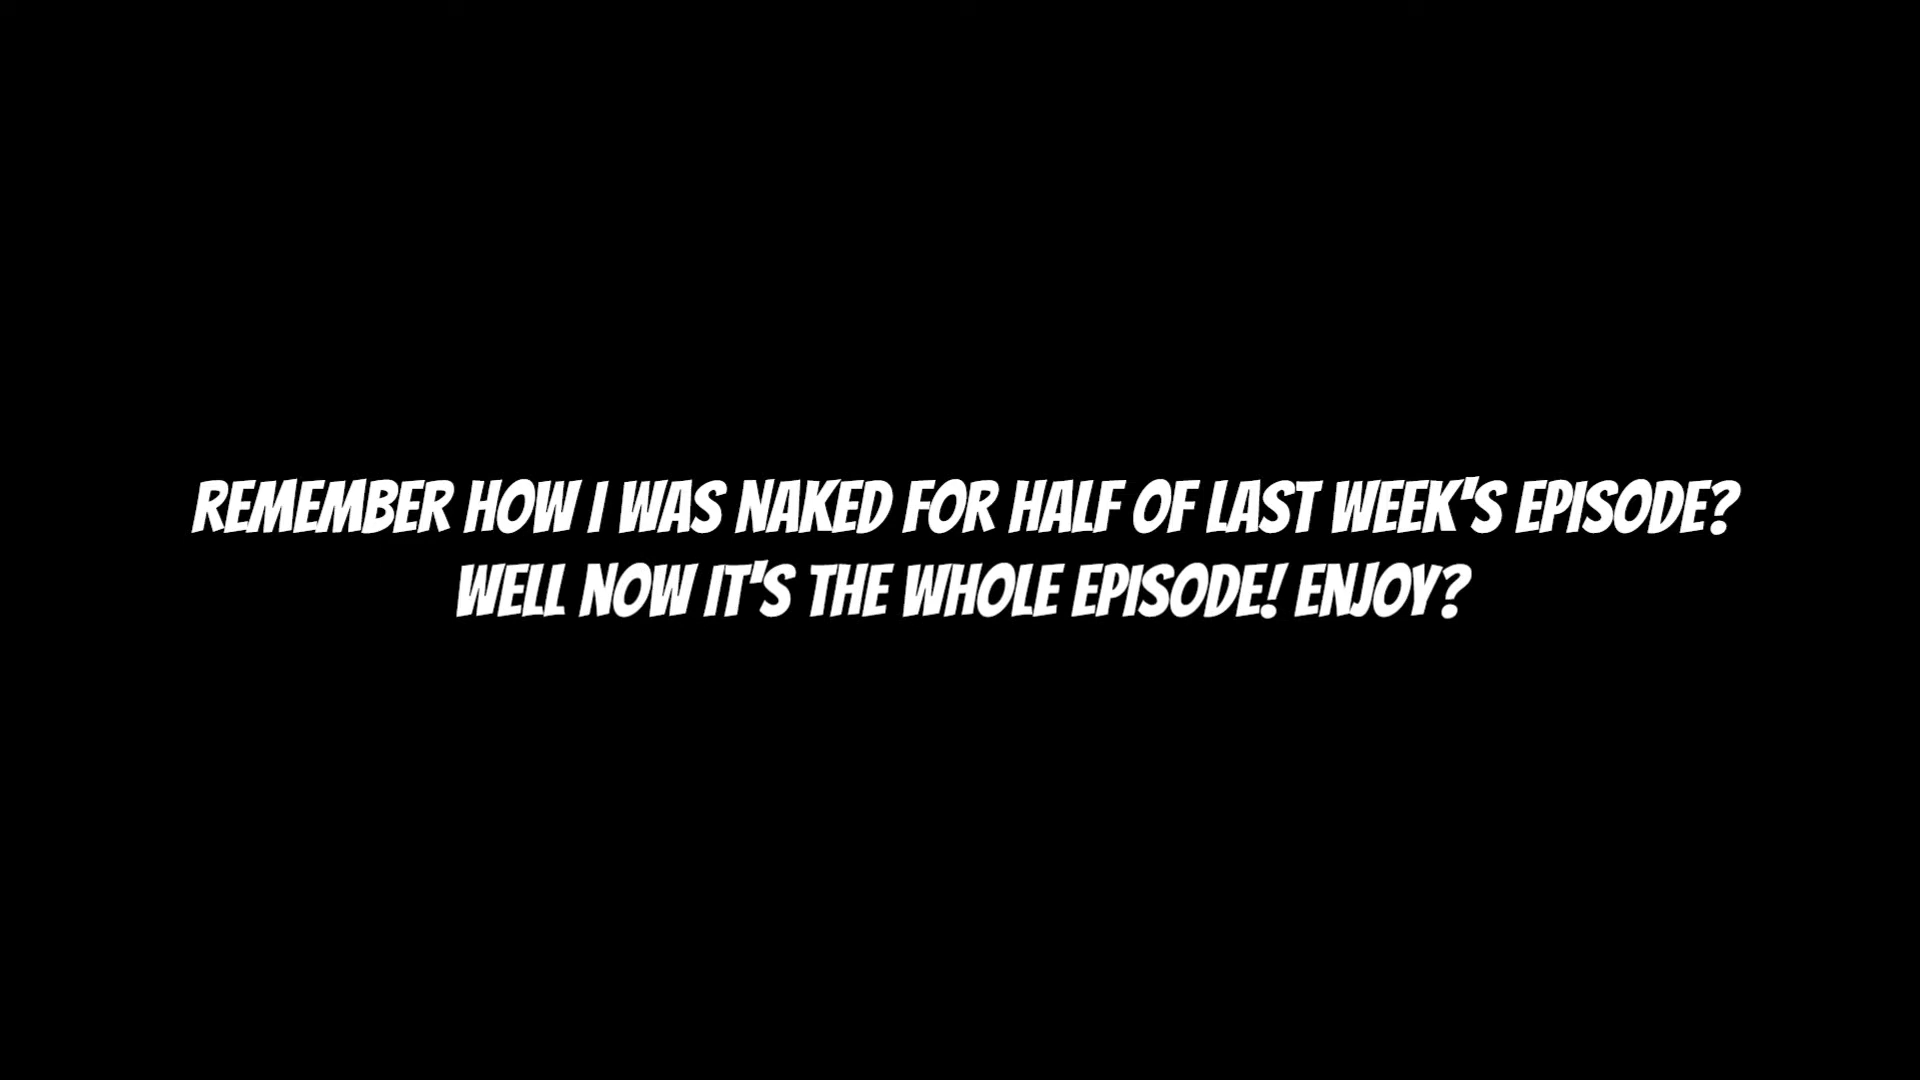 REMEMBER HOW I WAS NAKED FOR HALF OF LAST WEEK'S EPISODE?
WELL NOW IT'S THE WHOLE EPISODE! ENJOY?